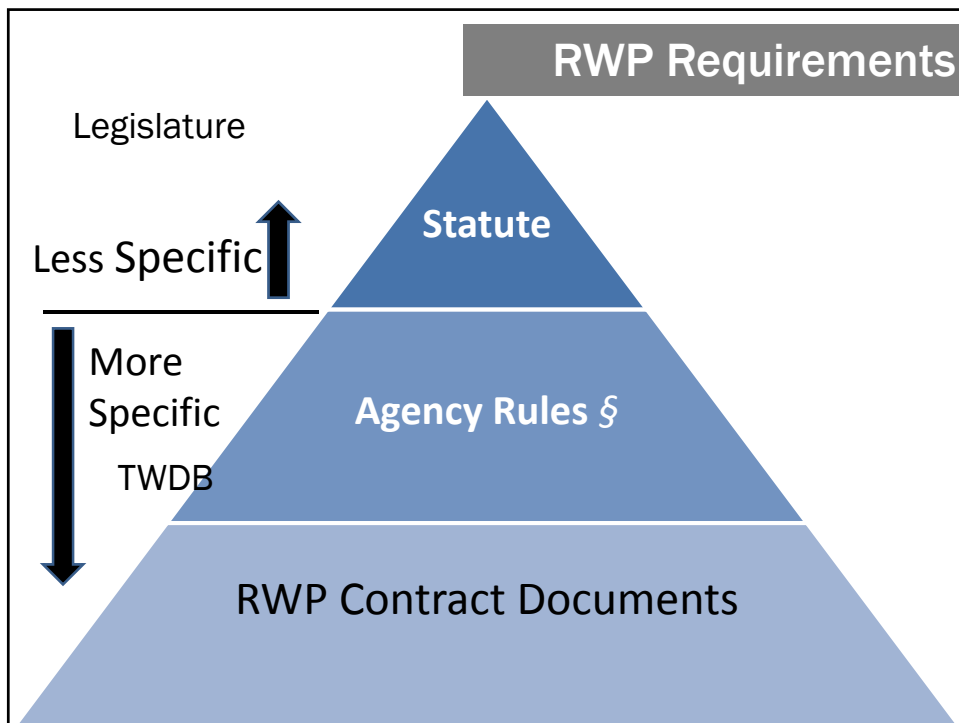 RWP Requirements
Legislature
Statute
Less Specific
More
Specific
Agency Rules §
TWDB
RWP Contract Documents